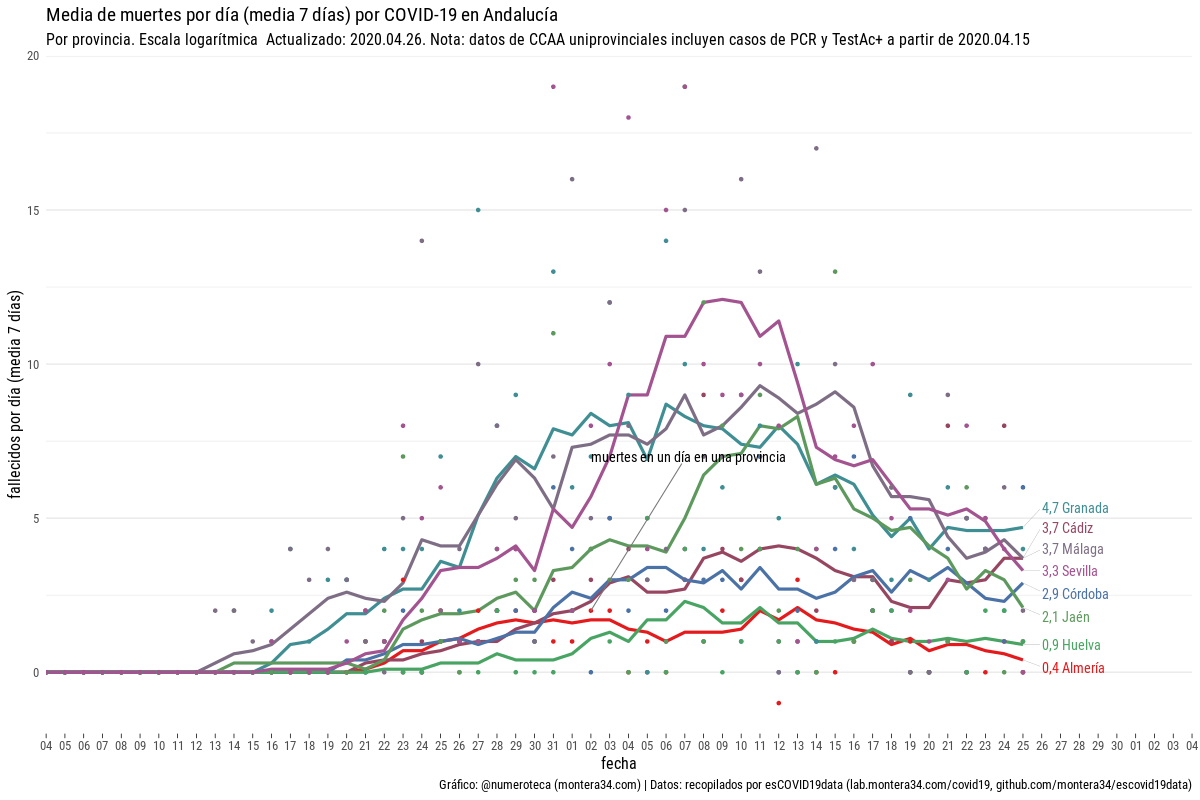 Media de muertes por día (media 7 días) por COVID-19 en Andalucía
Por provincia. Escala logarítmica  Actualizado: 2020.04.26. Nota: datos de CCAA uniprovinciales incluyen casos de PCR y TestAc+ a partir de 2020.04.15
fallecidos por día (media 7 días)
20
15
10
5
0
muertes en un día en una provincia
4,7 Granada
3,7 Cádiz
3,7 Málaga
3,3 Sevilla
2,9 Córdoba
2,1 Jaén
0,9 Huelva
0,4 Almería
04 05 06 07 08 09 10 11 12 13 14 15 16 17 18 19 20 21 22 23 24 25 26 27 28 29 30 31 01 02 03 04 05 06 07 08 09 10 11 12 13 14 15 16 17 18 19 20 21 22 23 24 25 26 27 28 29 30 01 02 03 04
fecha
Gráfico: @numeroteca (montera34.com) | Datos: recopilados por esCOVID19data (lab.montera34.com/covid19, github.com/montera34/escovid19data)